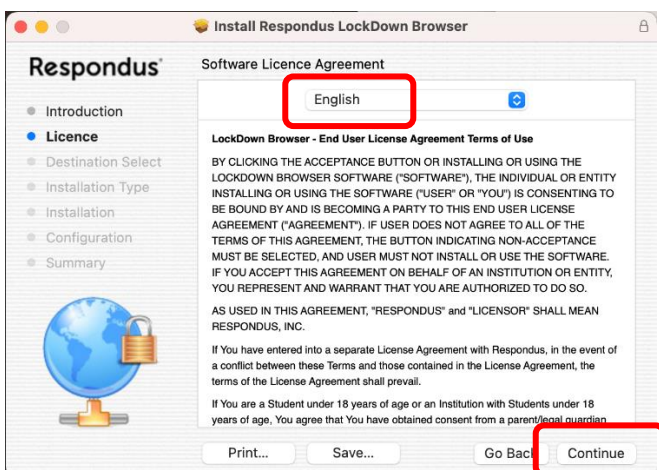 Install Respondus LockDown Browser
Respondus
Software Licence Agreement
English
Introduction
Licence
Destination Select
Installation Type
Installation
Configuration
Summary
LockDown Browser - End User License Agreement Terms of Use
BY CLICKING THE ACCEPTANCE BUTTON OR INSTALLING OR USING THE
LOCKDOWN BROWSER SOFTWARE ("SOFTWARE"), THE INDIVIDUAL OR ENTITY
INSTALLING OR USING THE SOFTWARE ("USER" OR "YOU") IS CONSENTING TO
BE BOUND BY AND IS BECOMING A PARTY TO THIS END USER LICENSE
AGREEMENT ("AGREEMENT"). IF USER DOES NOT AGREE TO ALL OF THE
TERMS OF THIS AGREEMENT, THE BUTTON INDICATING NON-ACCEPTANCE
MUST BE SELECTED, AND USER MUST NOT INSTALL OR USE THE SOFTWARE.
IF YOU ACCEPT THIS AGREEMENT ON BEHALF OF AN INSTITUTION OR ENTITY,
YOU REPRESENT AND WARRANT THAT YOU ARE AUTHORIZED TO DO SO.
AS USED IN THIS AGREEMENT, "RESPONDUS" and "LICENSOR" SHALL MEAN
RESPONDUS, INC.
If You have entered into a separate License Agreement with Respondus, in the event of
a conflict between these Terms and those contained in the License Agreement, the
terms of the License Agreement shall prevail.
If You are a Student under 18 years of age or an Institution with Students under 18
years of age, You agree that You have obtained consent from a parent/legal guardian
Print...
Save...
Go Back
Continue